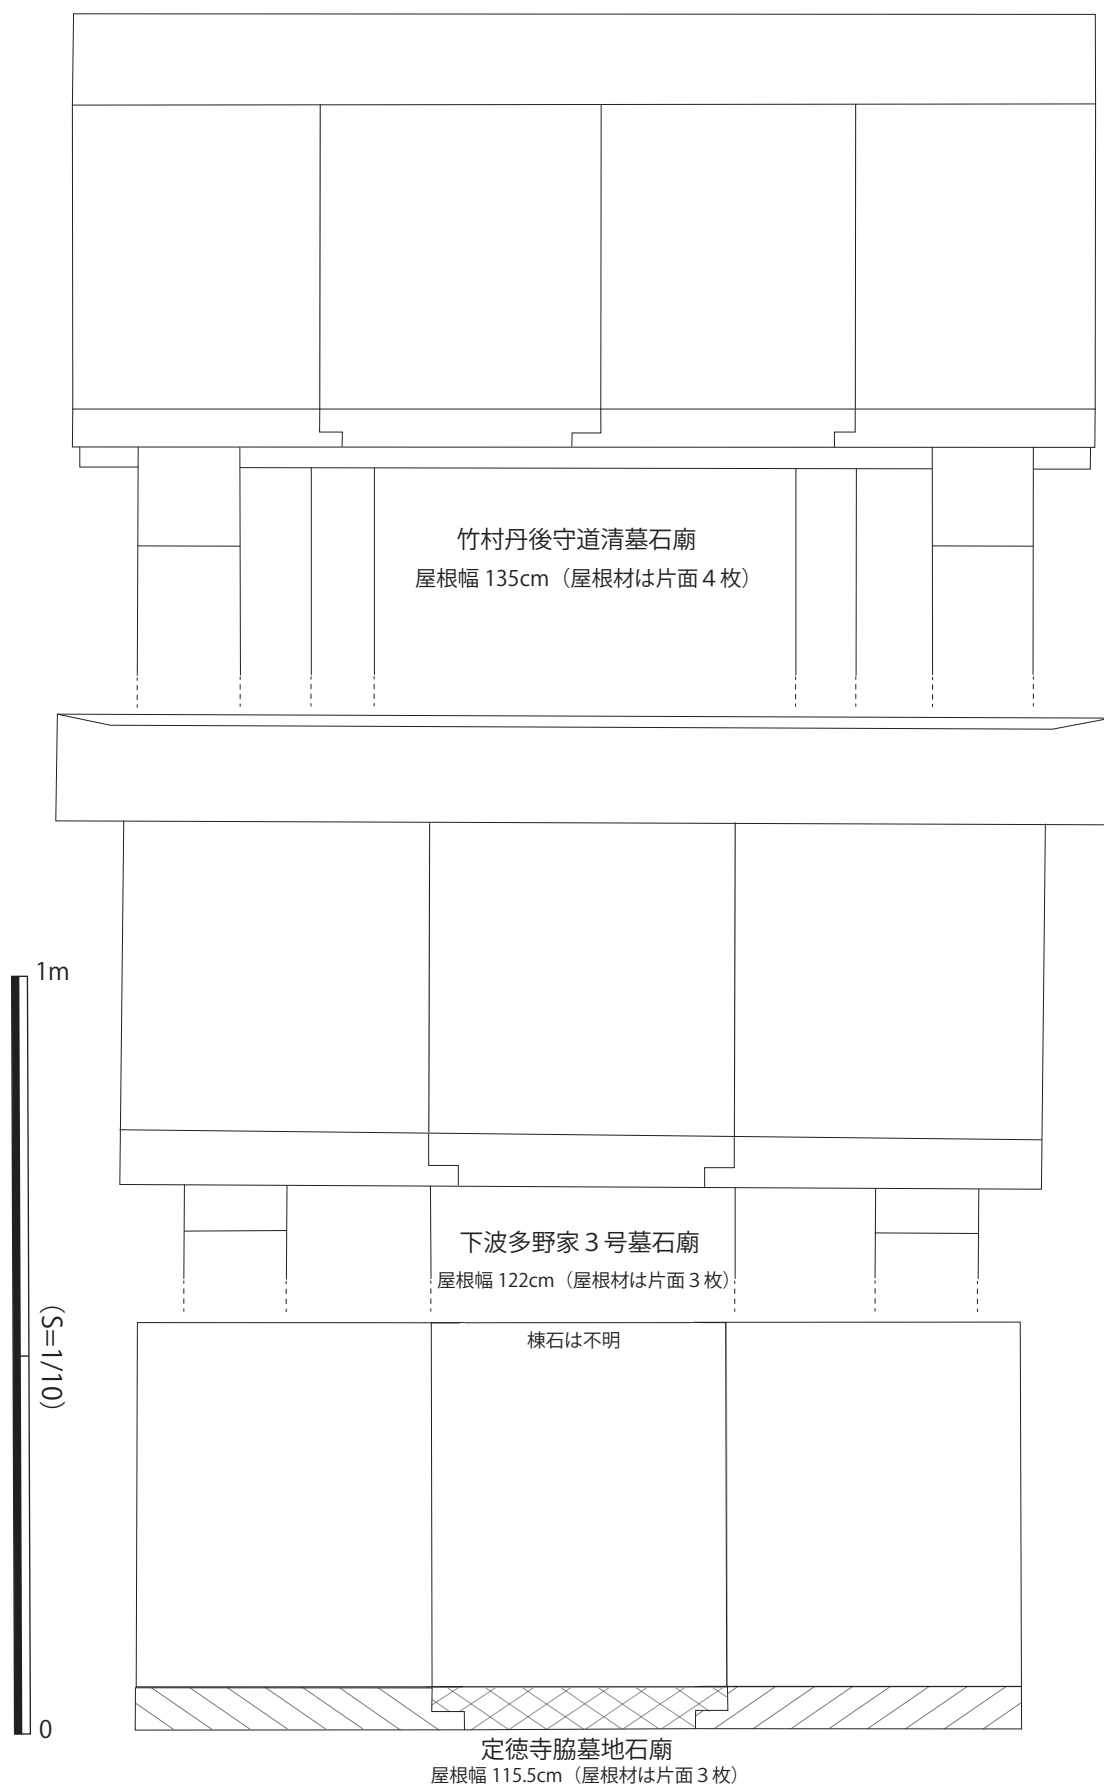 竹村丹後守道清墓石廟
屋根幅 135cm（屋根材は片面４枚）
1m
下波多野家３号墓石廟
屋根幅 122cm（屋根材は片面３枚）
(S=1/10)
棟石は不明
0
定徳寺脇墓地石廟
屋根幅 115.5cm（屋根材は片面３枚）